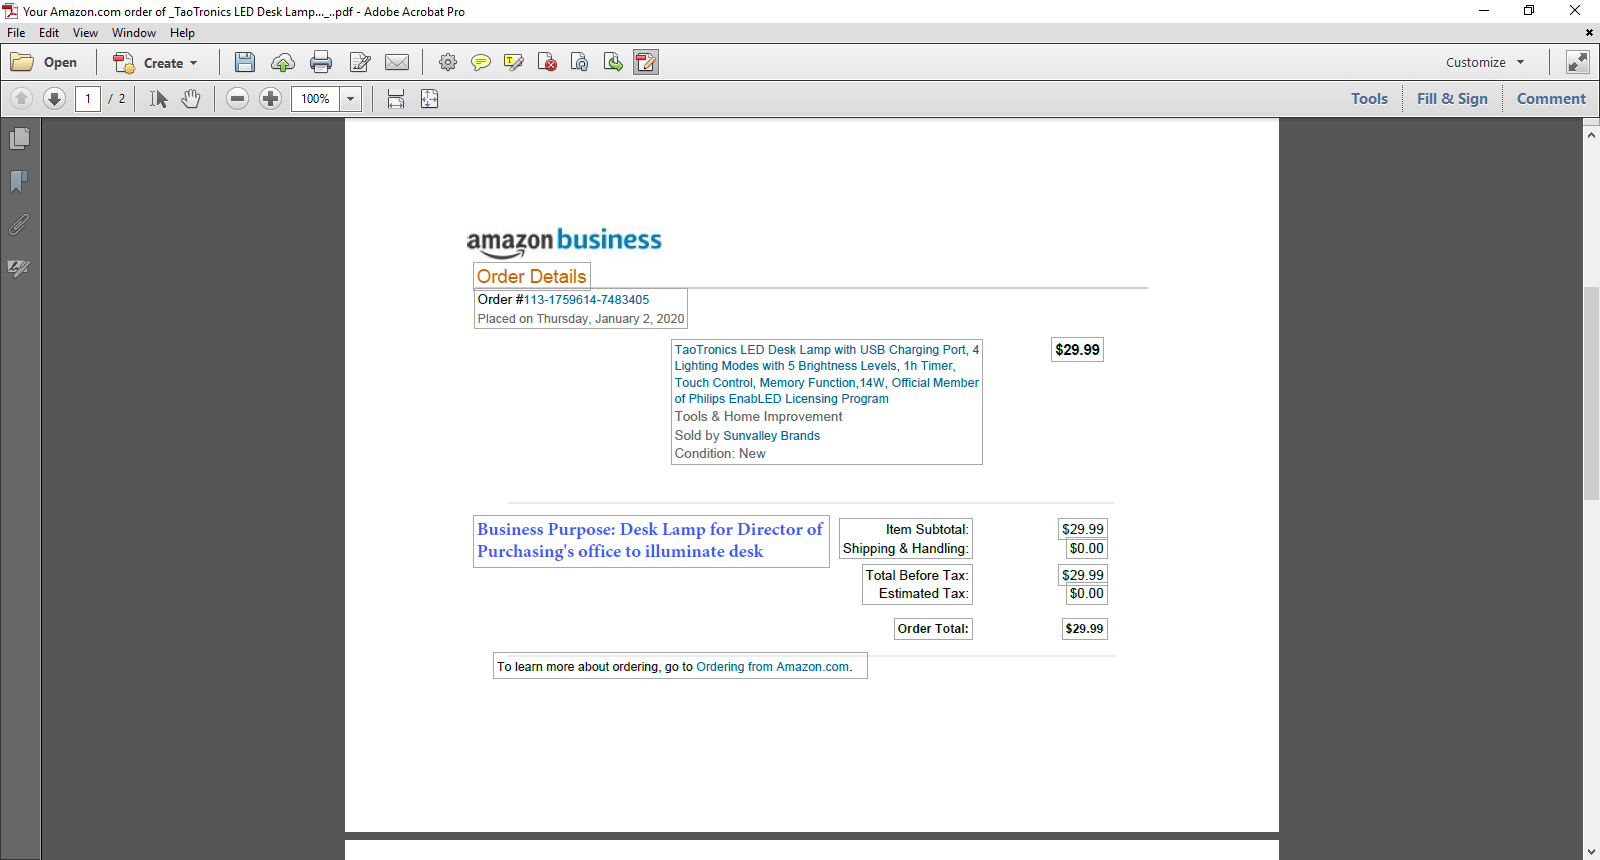 Your Amazon.com order of _TaoTronics LED Desk Lamp..._..pdf - Adobe Acrobat Pro
File Edit View Window Help
Open Create Customize
1 / 2 100% Tools Fill & Sign Comment
amazon business
Order Details
Order #113-1759614-7483405
Placed on Thursday, January 2, 2020
TaoTronics LED Desk Lamp with USB Charging Port, 4 $29.99
Lighting Modes with 5 Brightness Levels, 1h Timer,
Touch Control, Memory Function,14W, Official Member
of Philips EnabLED Licensing Program
Tools & Home Improvement
Sold by Sunvalley Brands
Condition: New
Business Purpose: Desk Lamp for Director of
Purchasing's office to illuminate desk
Item Subtotal: $29.99
Shipping & Handling: $0.00
Total Before Tax: $29.99
Estimated Tax: $0.00
Order Total: $29.99
To learn more about ordering, go to Ordering from Amazon.com.